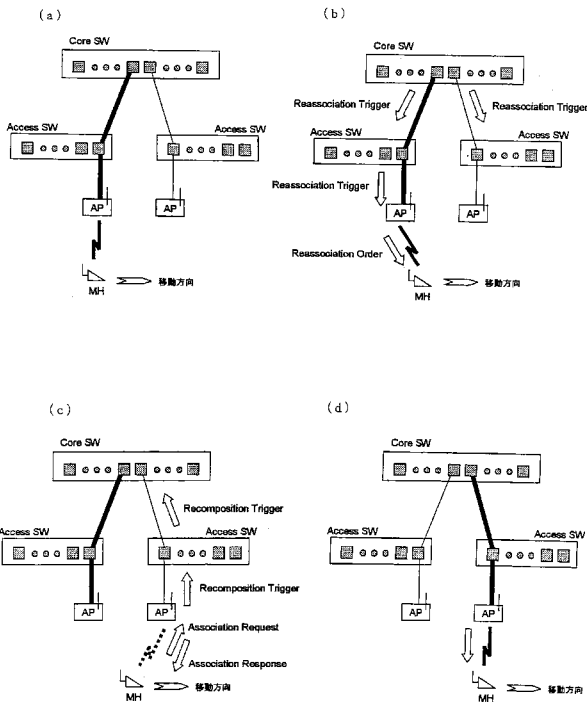 (a)
Core SW
Access SW
Access SW
AP
AP
MH
移動方向
(b)
Core SW
Reassociation Trigger
Reassociation Trigger
Access SW
Access SW
Reassociation Trigger
AP
AP
Reassociation Order
MH
移動方向
(c)
Core SW
Recomposition Trigger
Access SW
Access SW
Recomposition Trigger
AP
AP
Association Request
Association Response
MH
移動方向
(d)
Core SW
Access SW
Access SW
AP
AP
MH
移動方向